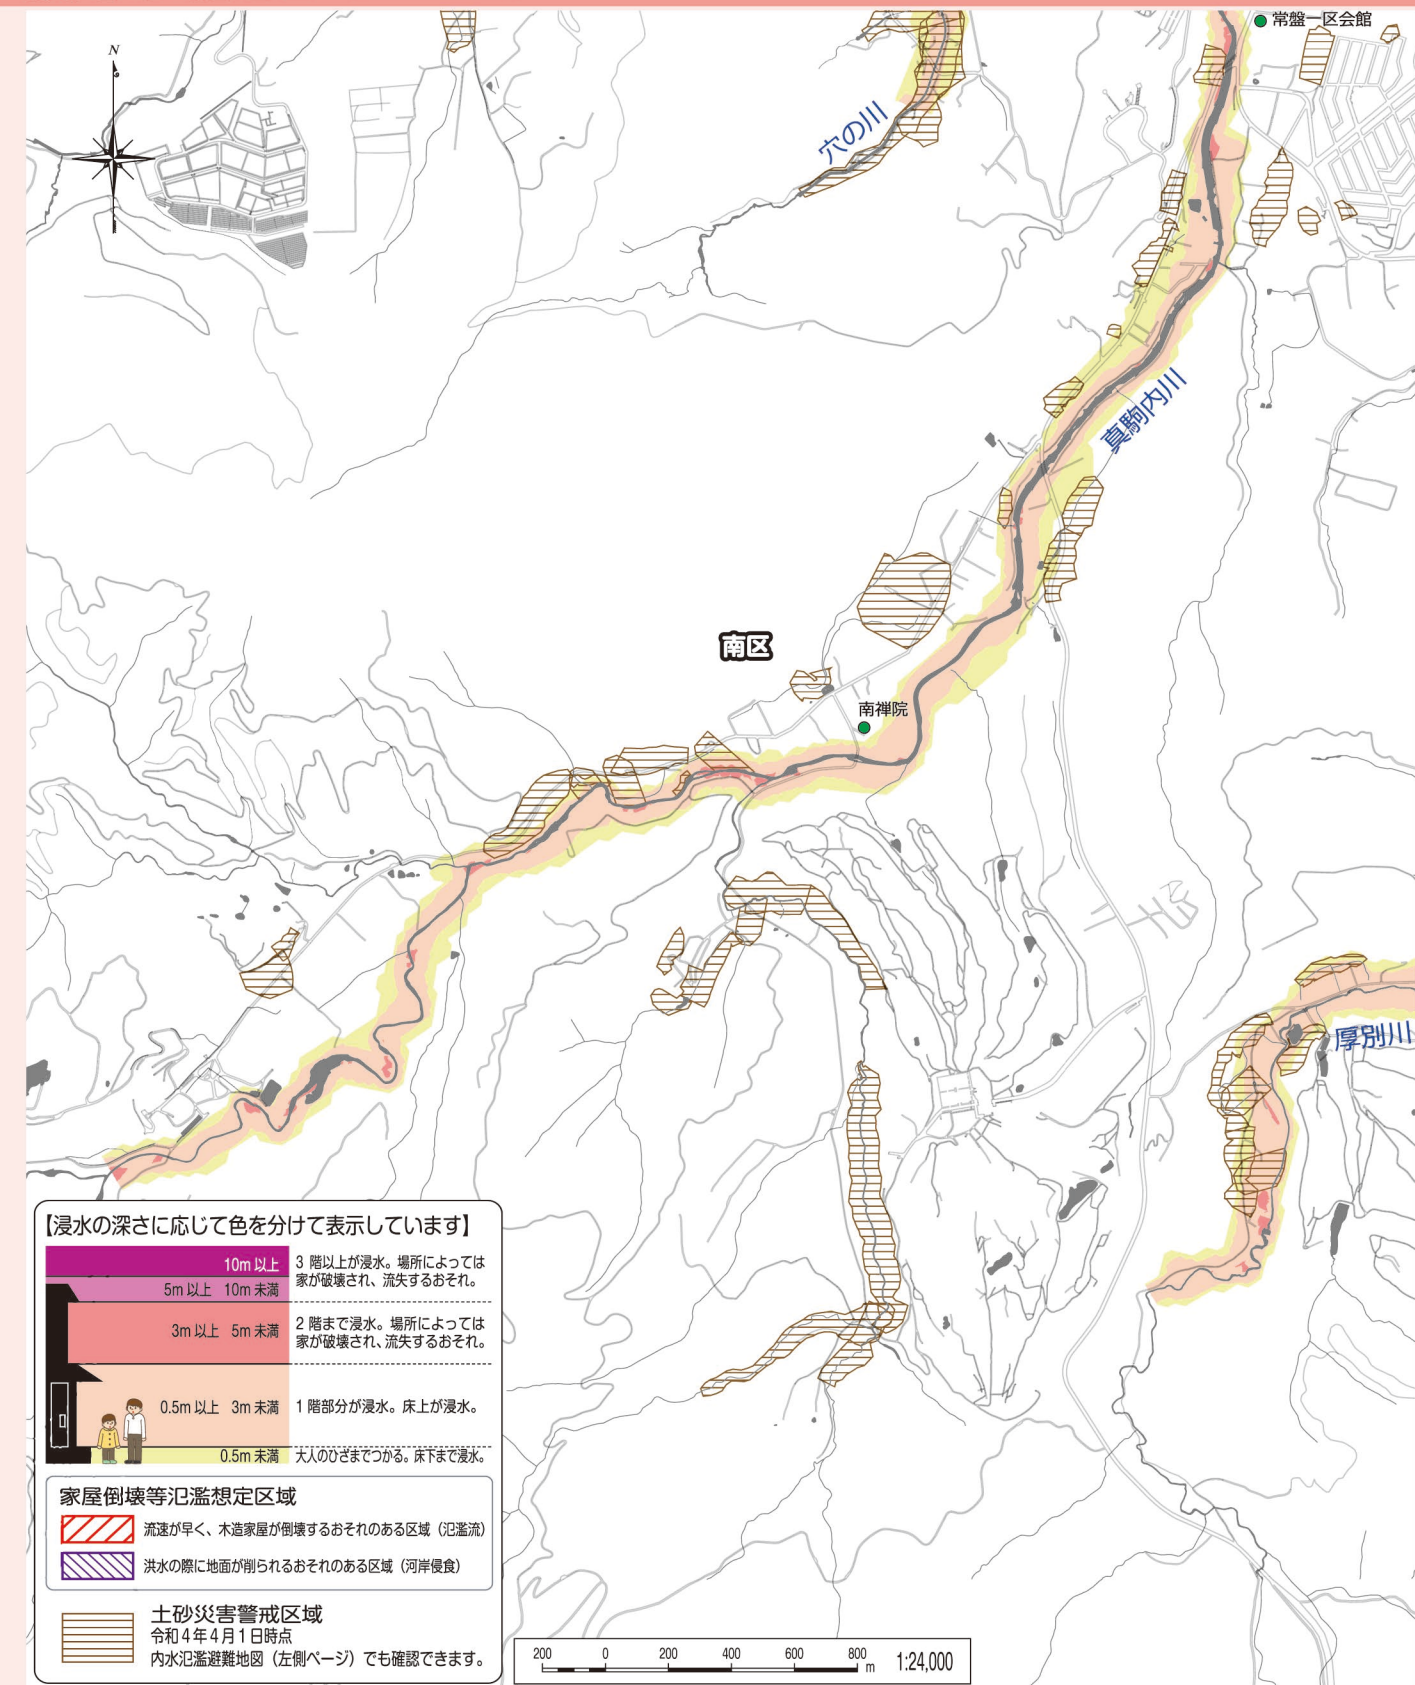 N
常盤一区会館
穴の川
真駒内川
南区
南禅院
厚別川
【浸水の深さに応じて色を分けて表示しています】
10m 以上
3 階以上が浸水。場所によっては
家が破壊され、流失するおそれ。
5m 以上 10m 未満
3m 以上 5m 未満
2 階まで浸水。場所によっては
家が破壊され、流失するおそれ。
0.5m 以上 3m 未満
1 階部分が浸水。床上が浸水。
0.5m 未満
大人のひざまでつかる。床下まで浸水。
家屋倒壊等氾濫想定区域
流速が早く、木造家屋が倒壊するおそれのある区域（氾濫流）
洪水の際に地面が削られるおそれのある区域（河岸侵食）
土砂災害警戒区域
令和4年4月1日時点
内水氾濫避難地図（左側ページ）でも確認できます。
200 0 200 400 600 800 m 1:24,000